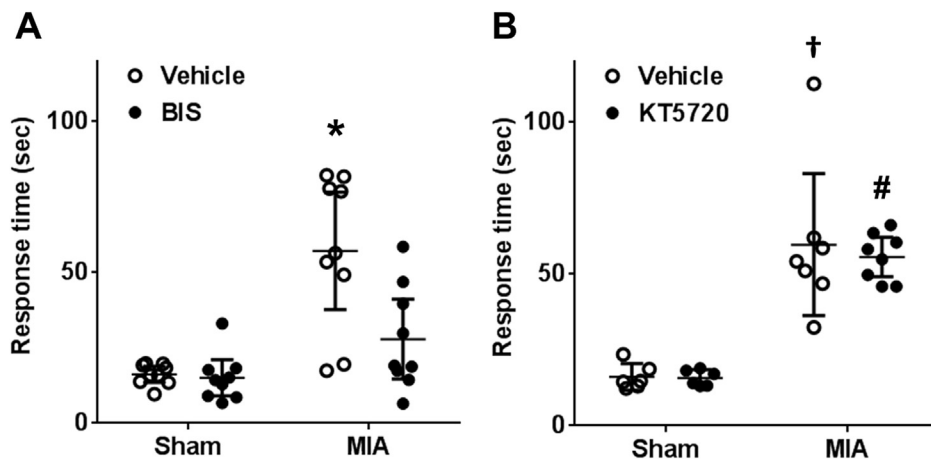 A
Response time (sec)
100
50
0
Vehicle
BIS
*
Sham MIA
B
Response time (sec)
100
50
0
Vehicle
KT5720
†
#
Sham MIA